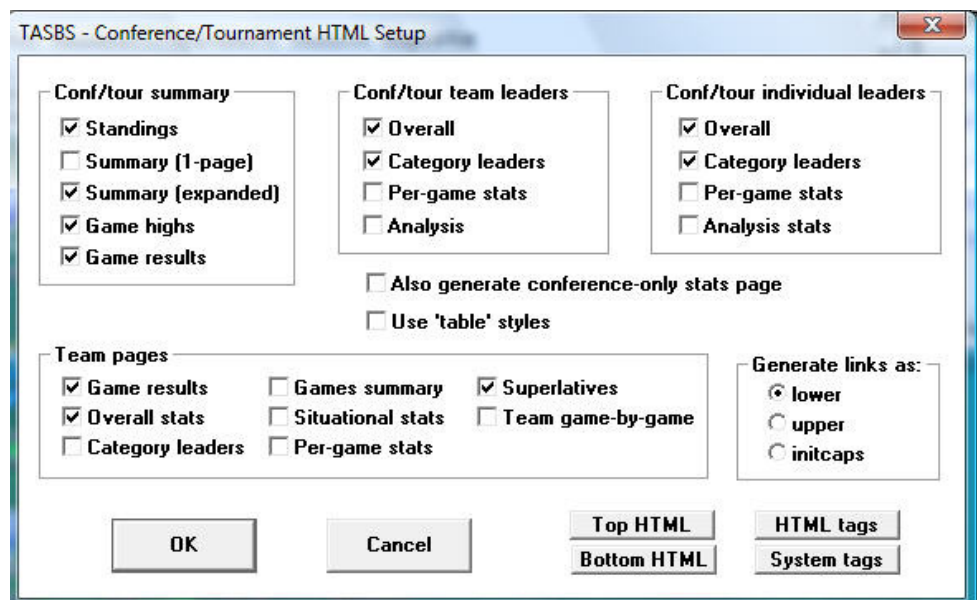 TASBS - Conference/Tournament HTML Setup
Conf/tour summary
Standings
Summary (1-page)
Summary (expanded)
Game highs
Game results
Conf/tour team leaders
Overall
Category leaders
Per-game stats
Analysis
Conf/tour individual leaders
Overall
Category leaders
Per-game stats
Analysis stats
Also generate conference-only stats page
Use 'table' styles
Team pages
Game results
Overall stats
Category leaders
Games summary
Situational stats
Per-game stats
Superlatives
Team game-by-game
Generate links as:
lower
upper
initcaps
OK
Cancel
Top HTML
Bottom HTML
HTML tags
System tags